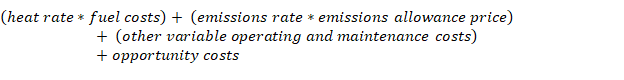 (heat rate * fuel costs) + (emissions rate * emissions allowance price)
+ (other variable operating and maintenance costs)
+ opportunity costs